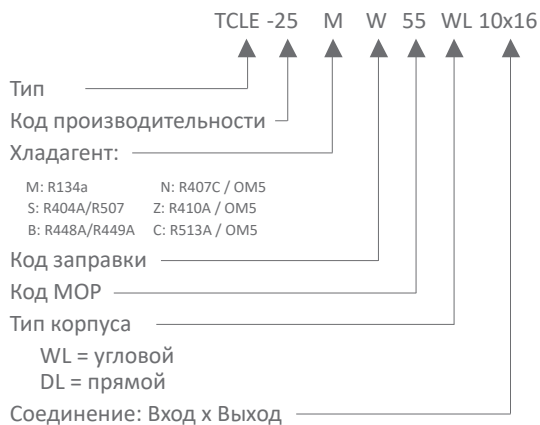 TCLE -25 M W 55 WL 10x16
Тип
Код производительности
Хладагент:
M: R134a N: R407C / OM5
S: R404A/R507 Z: R410A / OM5
B: R448A/R449A C: R513A / OM5
Код заправки
Код MOP
Тип корпуса
WL = угловой
DL = прямой
Соединение: Вход х Выход